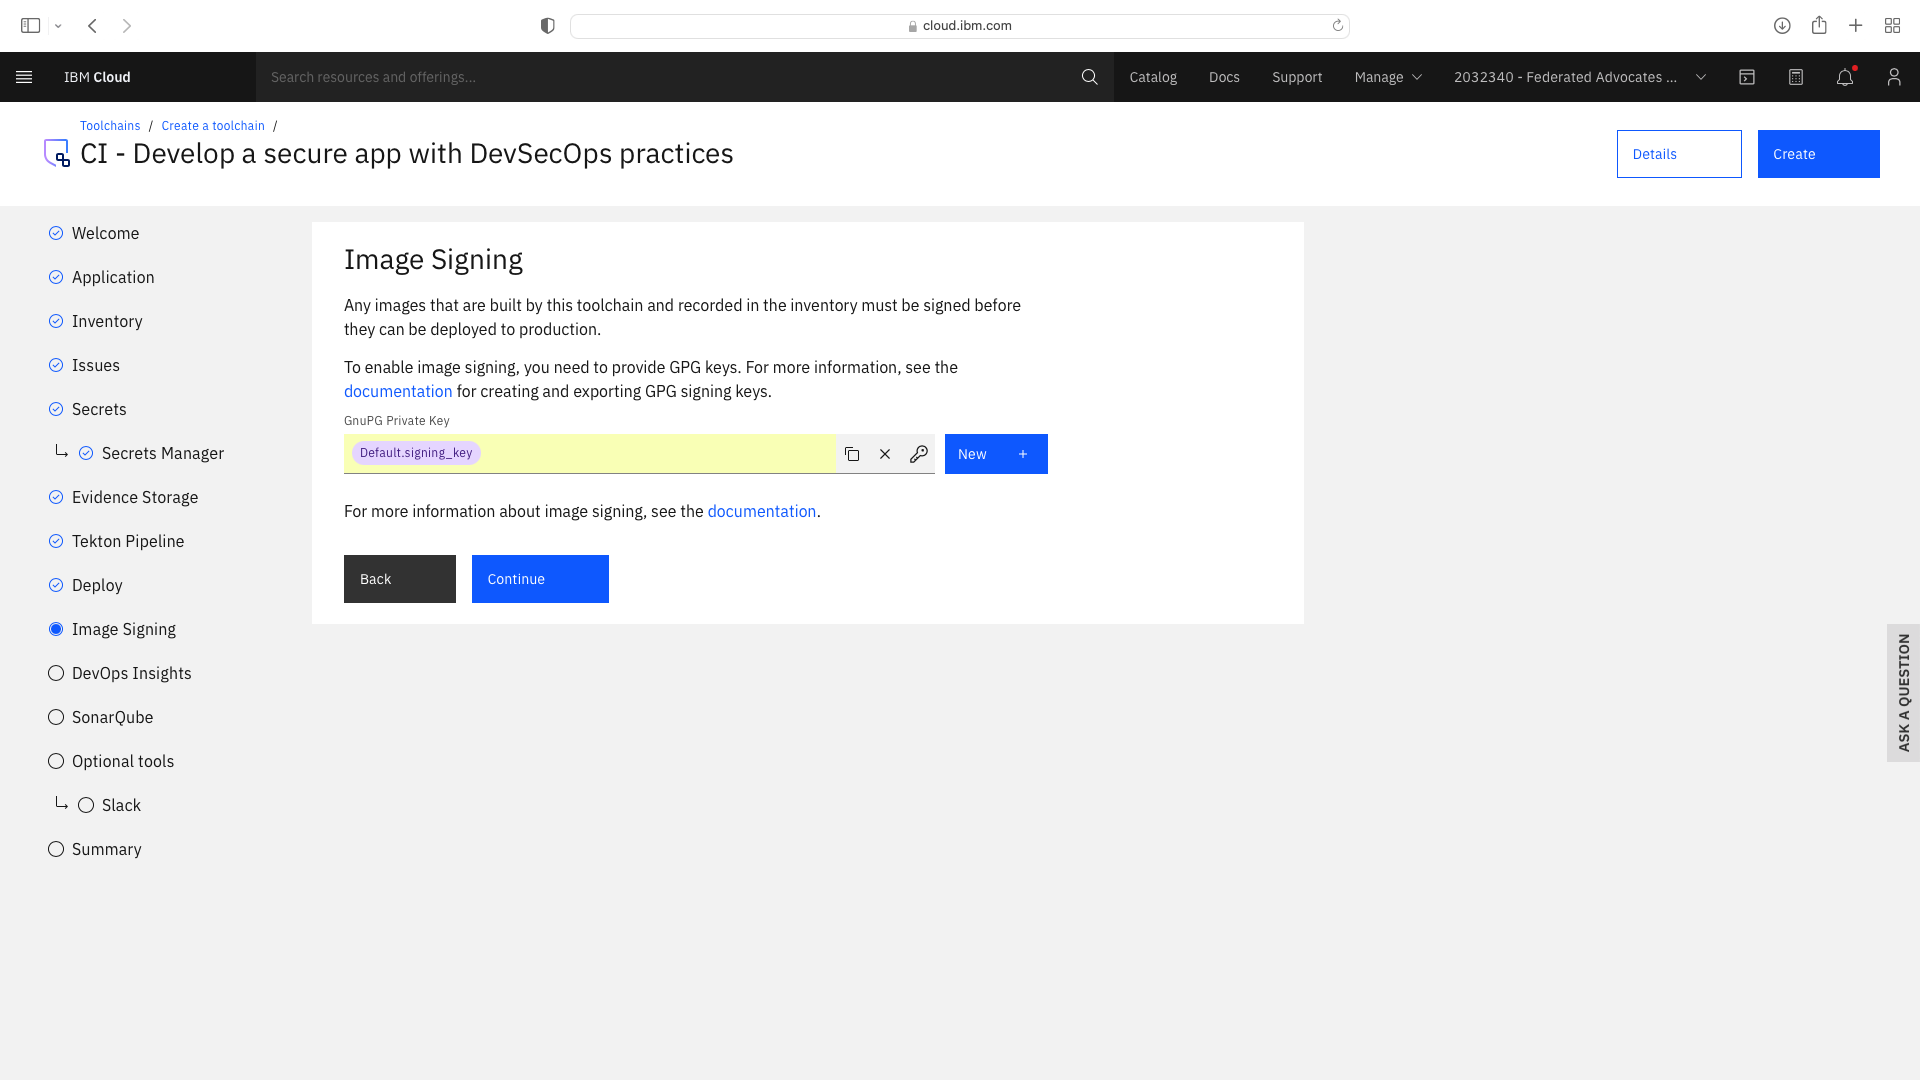 cloud.ibm.com
IBM Cloud
Search resources and offerings...
Catalog
Docs
Support
Manage
2032340 - Federated Advocates ...
Toolchains / Create a toolchain /
CI - Develop a secure app with DevSecOps practices
Details
Create
Welcome
Application
Inventory
Issues
Secrets
Secrets Manager
Evidence Storage
Tekton Pipeline
Deploy
Image Signing
DevOps Insights
SonarQube
Optional tools
Slack
Summary
Image Signing
Any images that are built by this toolchain and recorded in the inventory must be signed before
they can be deployed to production.
To enable image signing, you need to provide GPG keys. For more information, see the
documentation for creating and exporting GPG signing keys.
GnuPG Private Key
Default.signing_key
New +
For more information about image signing, see the documentation.
Back
Continue
ASK A QUESTION